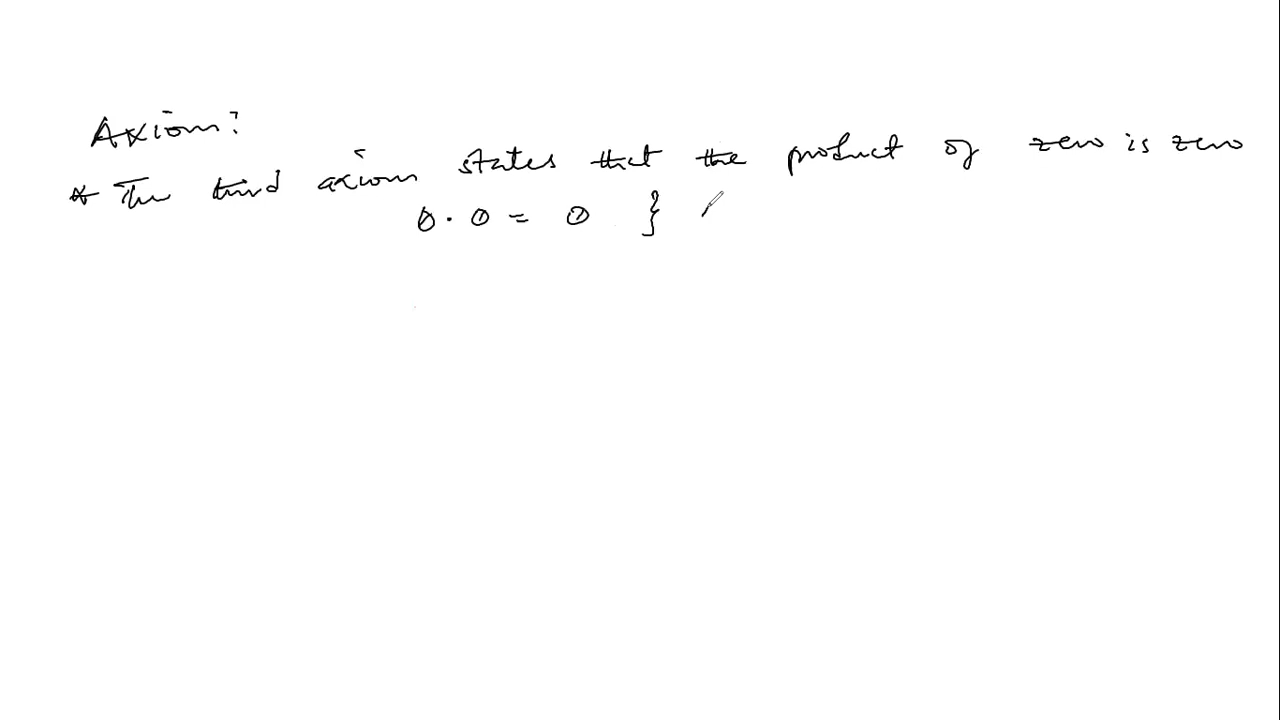 Axiom:
* The third axiom states that the product of zero is zero
0 · 0 = 0 }